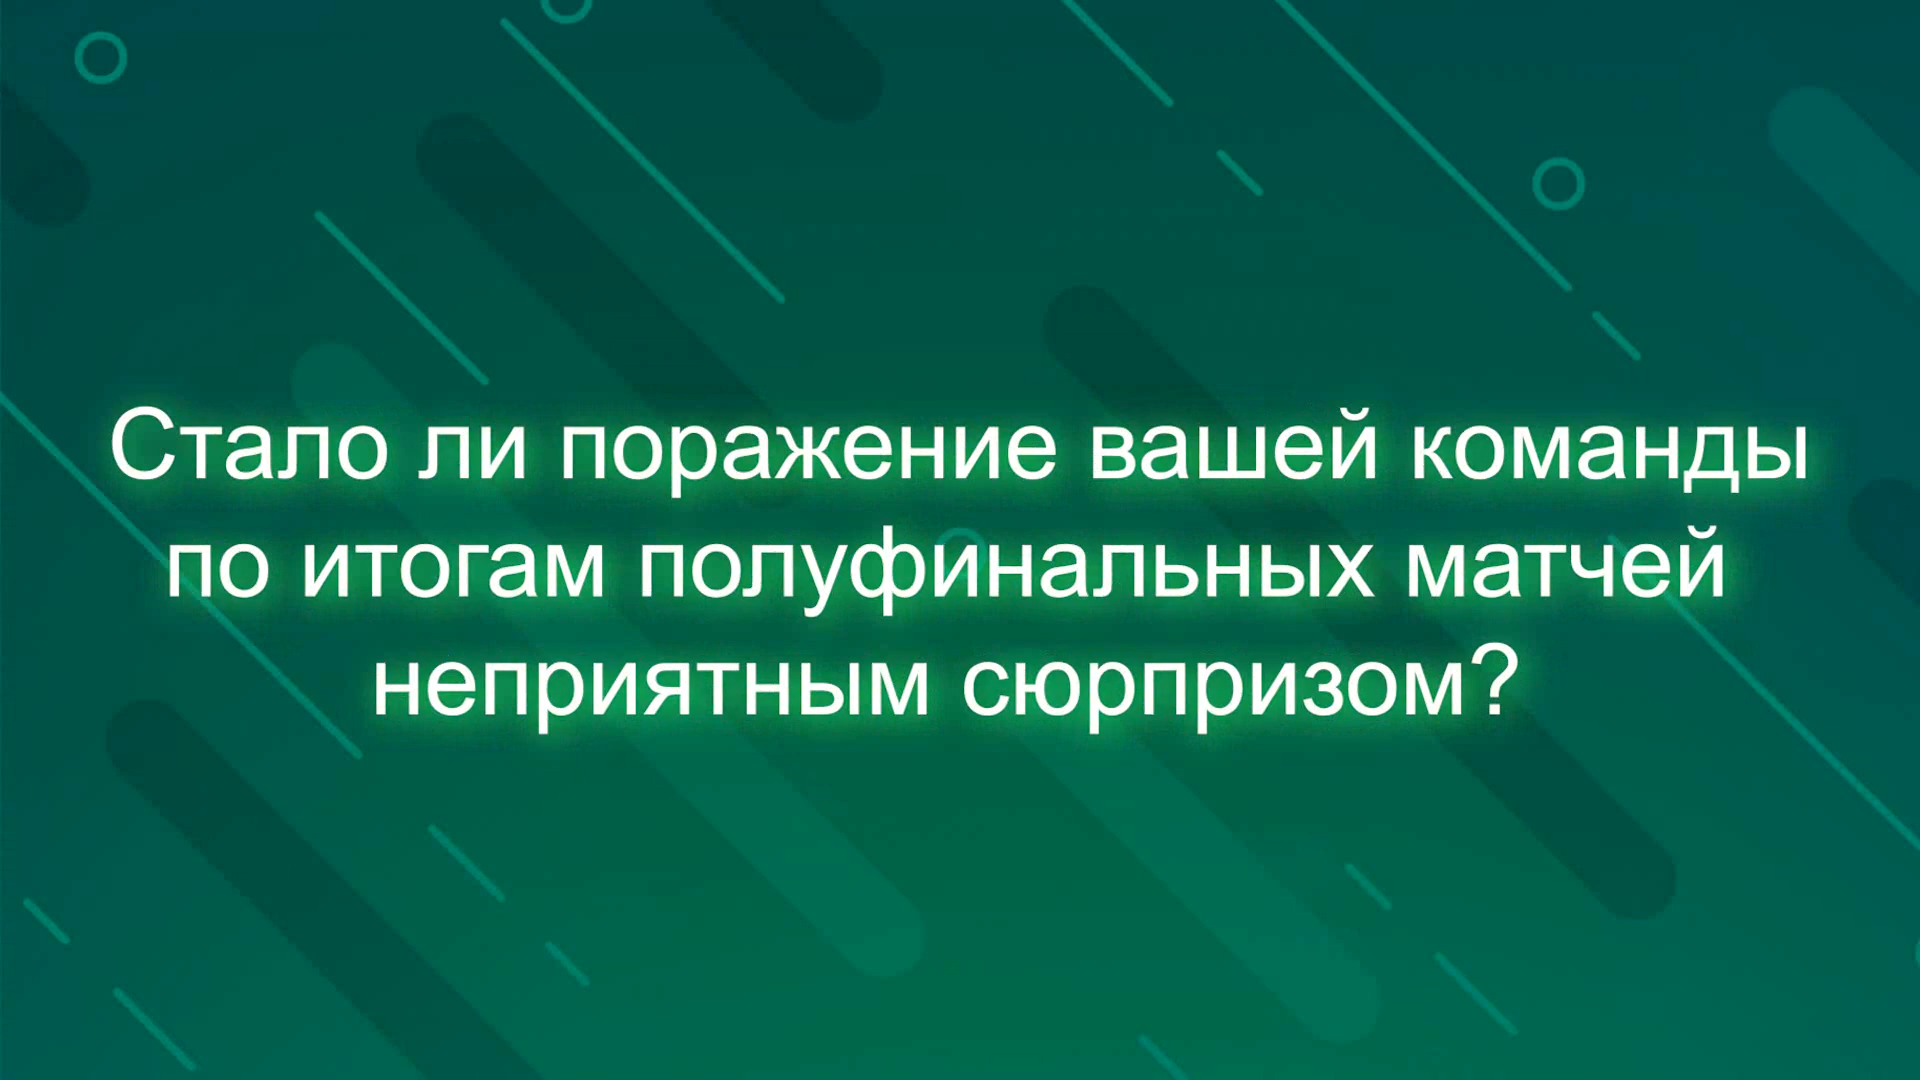 Стало ли поражение вашей команды
по итогам полуфинальных матчей
неприятным сюрпризом?